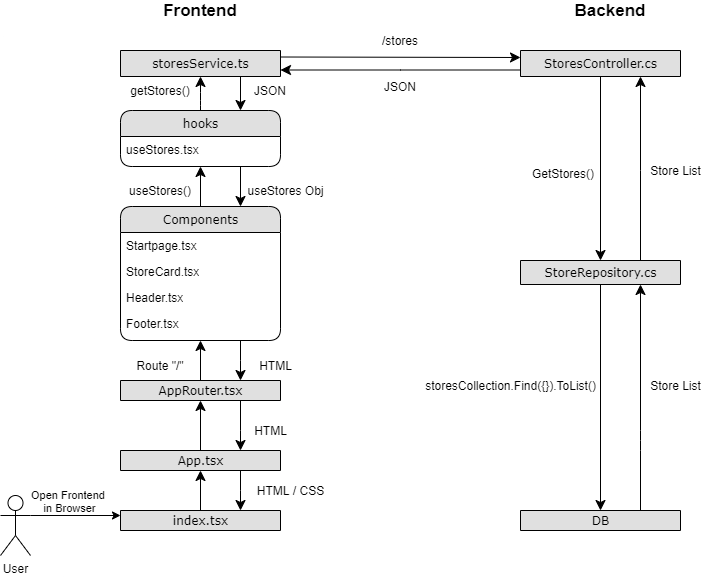 Frontend
Backend
storesService.ts
/stores
StoresController.cs
JSON
getStores()
JSON
hooks
useStores.tsx
GetStores()
Store List
useStores()
useStores Obj
Components
Startpage.tsx
StoreCard.tsx
Header.tsx
Footer.tsx
StoreRepository.cs
Route "/"
HTML
AppRouter.tsx
storesCollection.Find({}).ToList()
Store List
HTML
App.tsx
HTML / CSS
Open Frontend
in Browser
index.tsx
DB
User